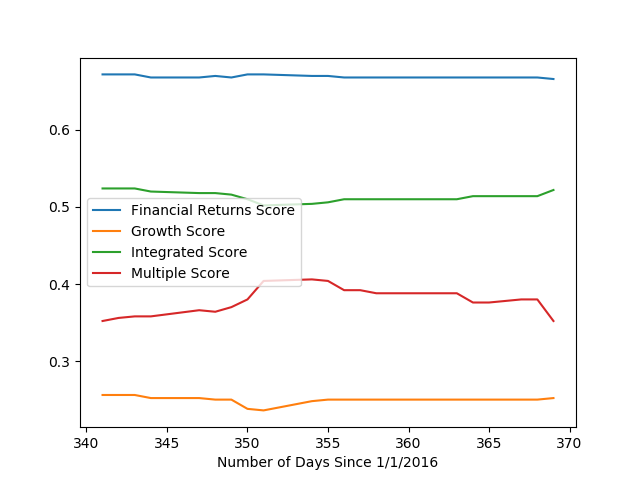 0.6
0.5
0.4
0.3
Financial Returns Score
Growth Score
Integrated Score
Multiple Score
340 345 350 355 360 365 370
Number of Days Since 1/1/2016